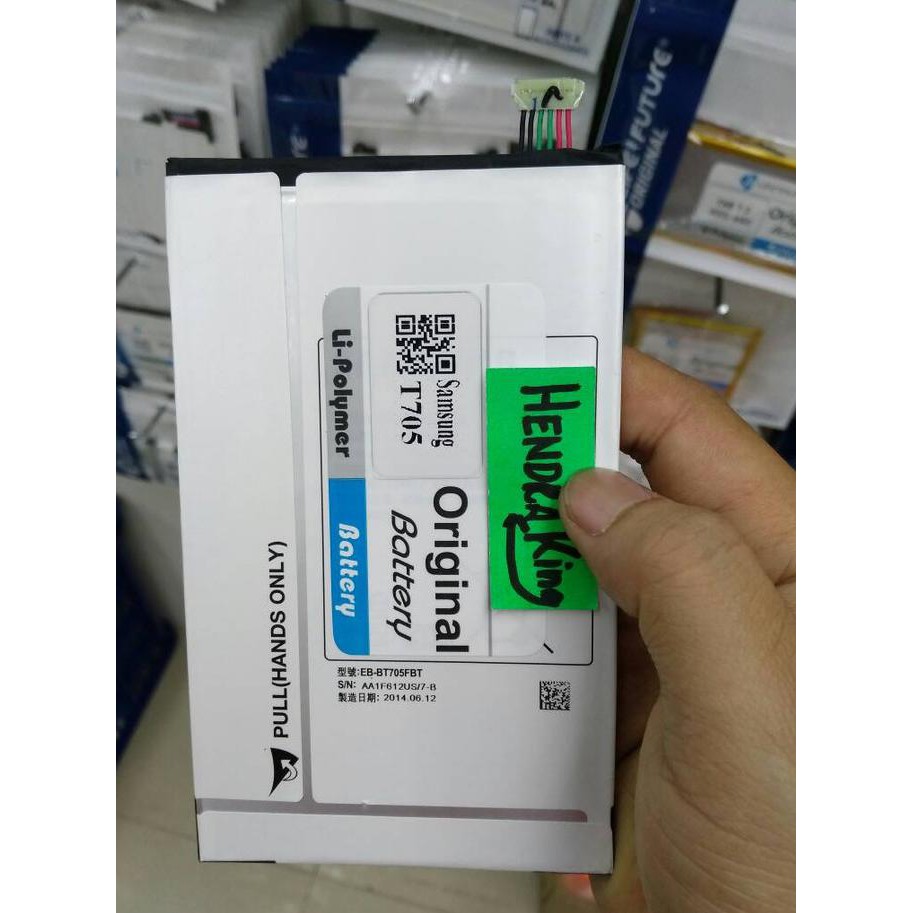 Li-Polymer
Battery
Samsung
T705
Original
Battery
HENDRA King
PULL(HANDS ONLY)
型號:EB-BT705FBT
S/N: AA1F612US/7-B
製造日期: 2014.06.12
ORIGINAL